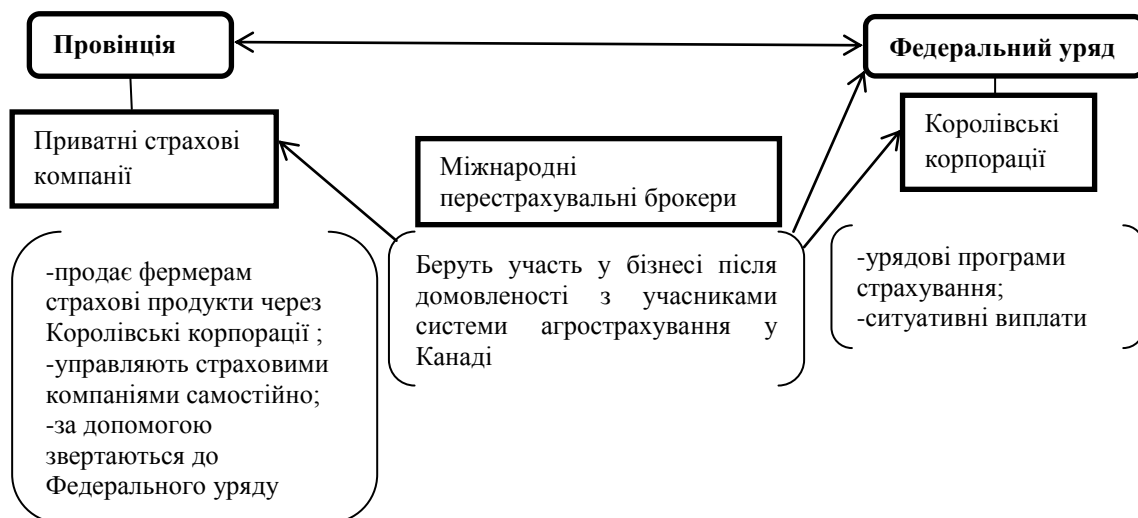 Провінція
Федеральний уряд
Приватні страхові
компанії
Міжнародні
перестрахувальні брокери
Королівські
корпорації
-продає фермерам
страхові продукти через
Королівські корпорації ;
-управляють страховими
компаніями самостійно;
-за допомогою
звертаються до
Федерального уряду
Беруть участь у бізнесі після
домовленості з учасниками
системи агрострахування у
Канаді
-урядові програми
страхування;
-ситуативні виплати